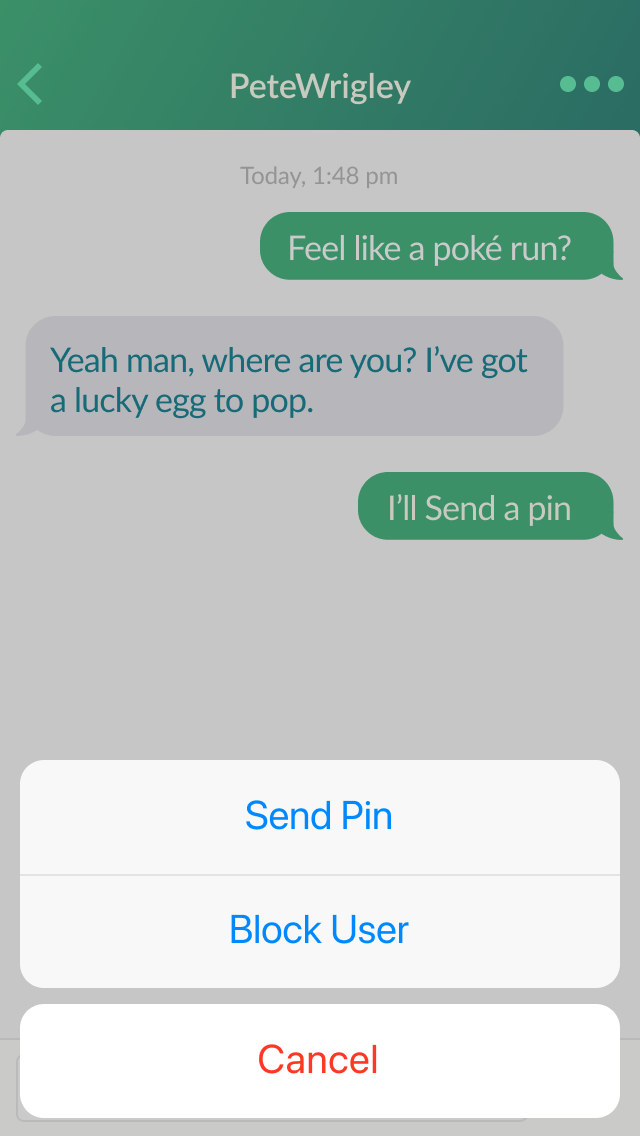 PeteWrigley
Today, 1:48 pm
Feel like a poké run?
Yeah man, where are you? I’ve got
a lucky egg to pop.
I’ll Send a pin
Send Pin
Block User
Cancel